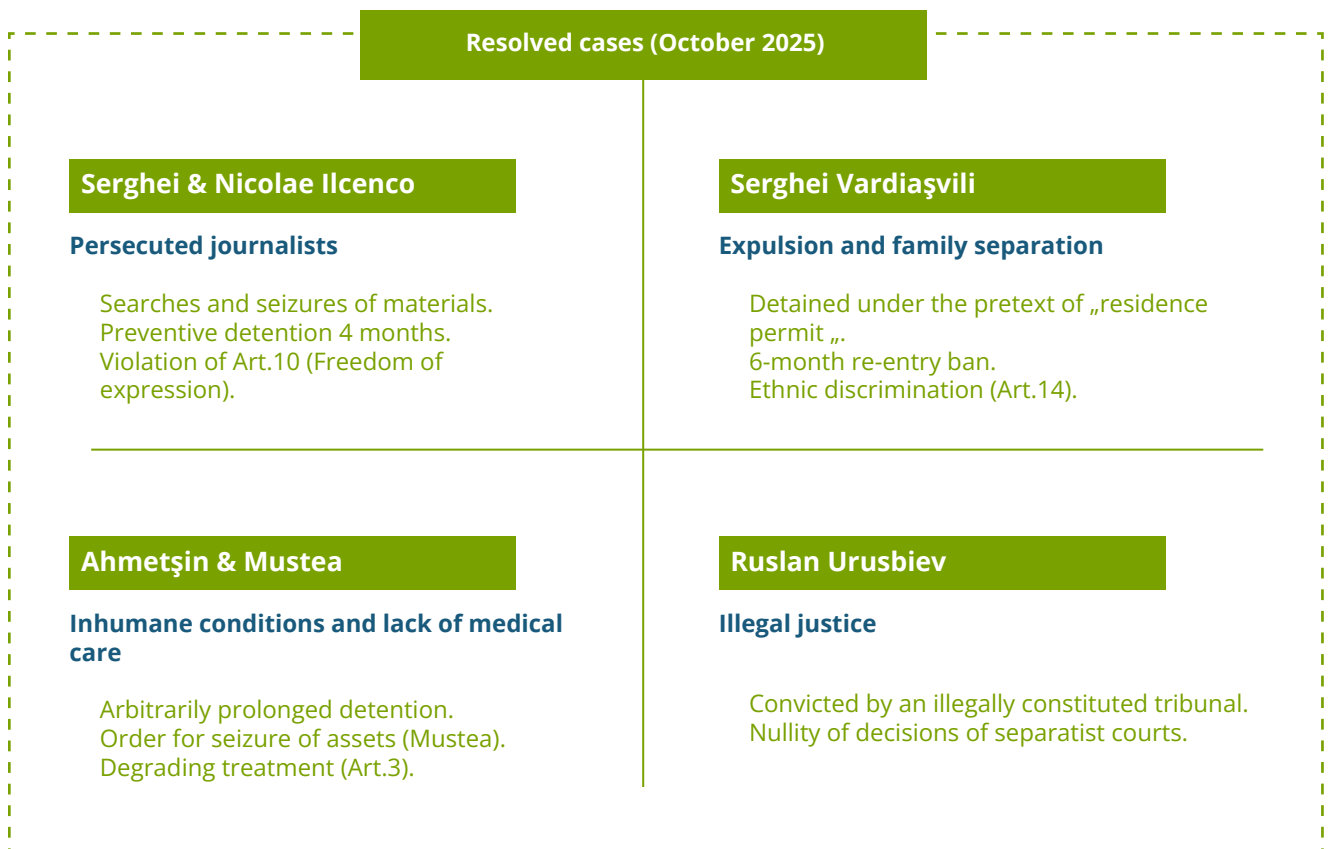 Resolved cases (October 2025)
Serghei & Nicolae Ilcenco
Persecuted journalists
Searches and seizures of materials.
Preventive detention 4 months.
Violation of Art.10 (Freedom of
expression).
Serghei Vardiaşvili
Expulsion and family separation
Detained under the pretext of „residence
permit „.
6-month re-entry ban.
Ethnic discrimination (Art.14).
Ahmetşin & Mustea
Inhumane conditions and lack of medical
care
Arbitrarily prolonged detention.
Order for seizure of assets (Mustea).
Degrading treatment (Art.3).
Ruslan Urusbiev
Illegal justice
Convicted by an illegally constituted tribunal.
Nullity of decisions of separatist courts.